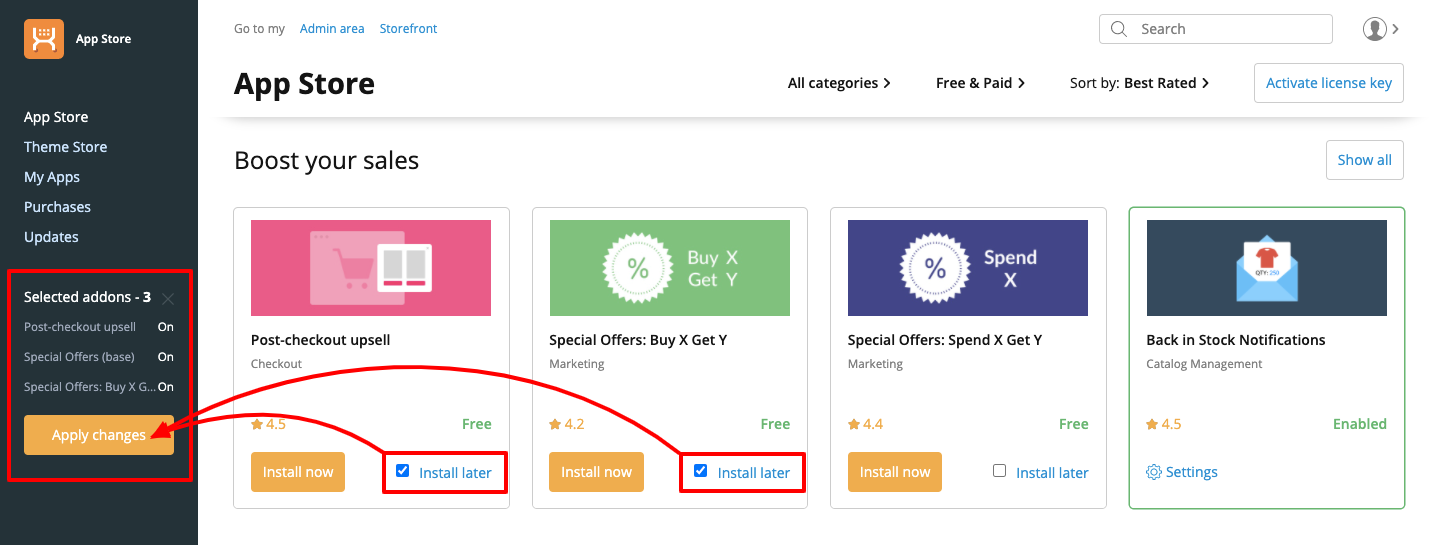 App Store
Go to my Admin area Storefront
Search
App Store
All categories
Free & Paid
Sort by: Best Rated
Activate license key
App Store
Theme Store
My Apps
Purchases
Updates
Selected addons - 3
Post-checkout upsell On
Special Offers (base) On
Special Offers: Buy X G... On
Apply changes
Boost your sales
Show all
Post-checkout upsell
Checkout
4.5 Free
Install now Install later
%
Buy X
Get Y
Special Offers: Buy X Get Y
Marketing
4.2 Free
Install now Install later
%
Spend
X
Special Offers: Spend X Get Y
Marketing
4.4 Free
Install now Install later
QTY: 250
Back in Stock Notifications
Catalog Management
4.5 Enabled
Settings